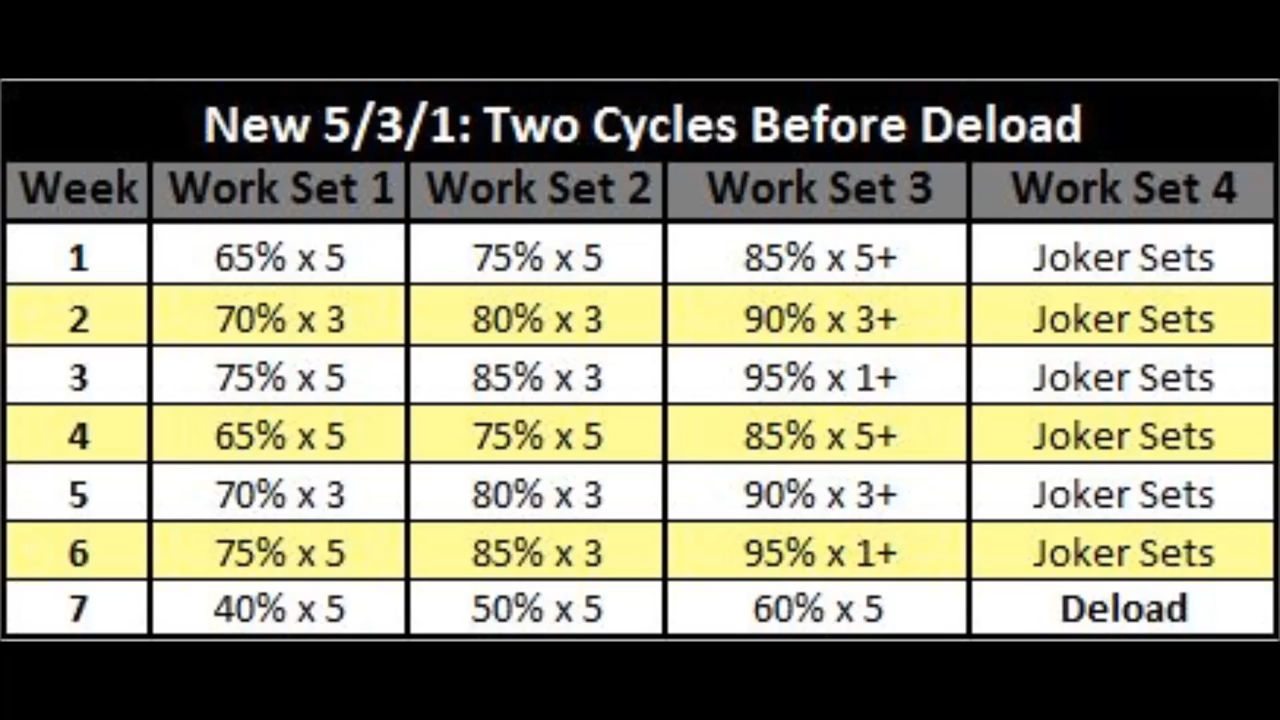 New 5/3/1: Two Cycles Before Deload
Week Work Set 1 Work Set 2 Work Set 3 Work Set 4
1 65% x 5 75% x 5 85% x 5+ Joker Sets
2 70% x 3 80% x 3 90% x 3+ Joker Sets
3 75% x 5 85% x 3 95% x 1+ Joker Sets
4 65% x 5 75% x 5 85% x 5+ Joker Sets
5 70% x 3 80% x 3 90% x 3+ Joker Sets
6 75% x 5 85% x 3 95% x 1+ Joker Sets
7 40% x 5 50% x 5 60% x 5 Deload